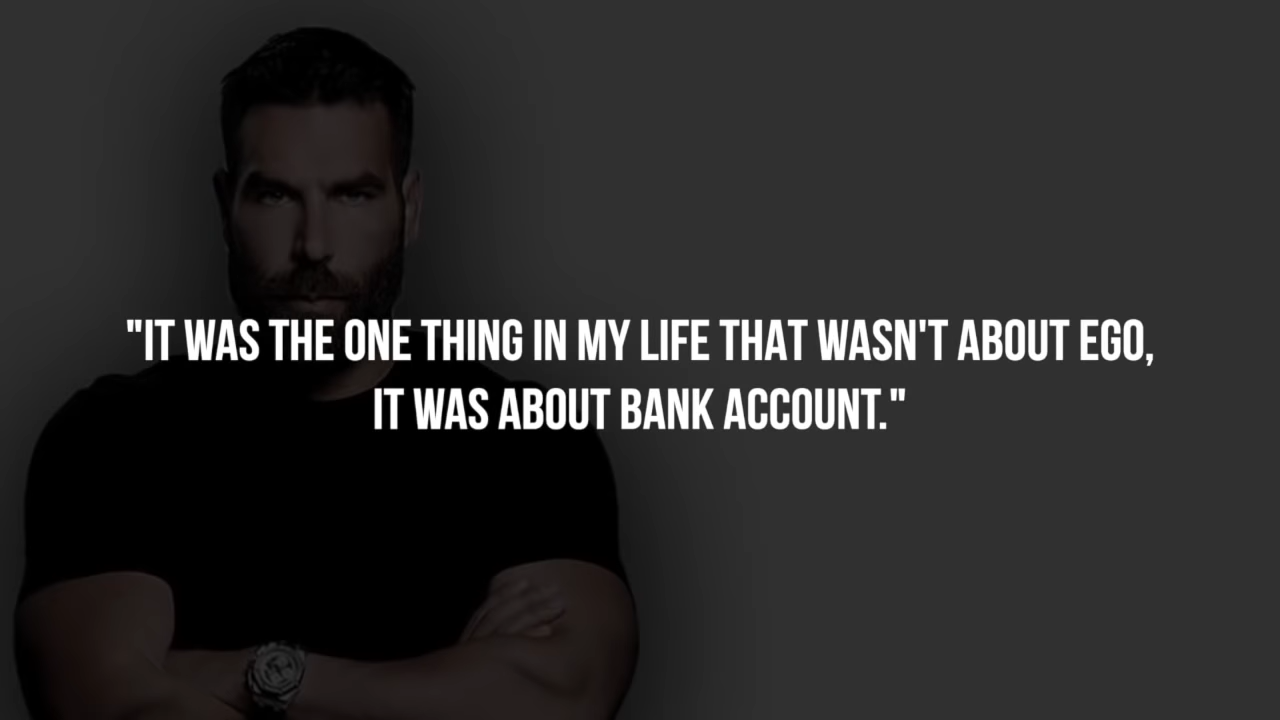 "IT WAS THE ONE THING IN MY LIFE THAT WASN'T ABOUT EGO,
IT WAS ABOUT BANK ACCOUNT."